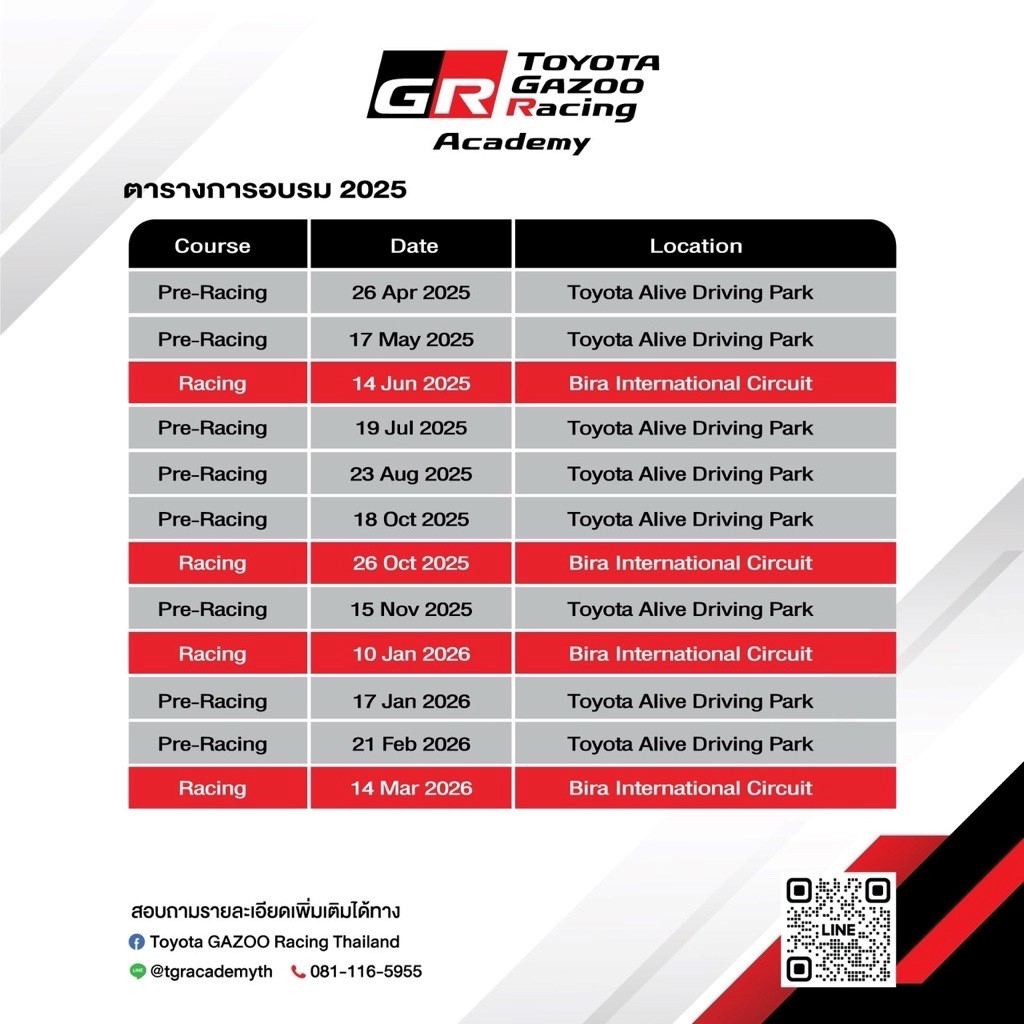 GR TOYOTA
GAZOO
Racing
Academy
ตารางการอบรม 2025
Course Date Location
Pre-Racing 26 Apr 2025 Toyota Alive Driving Park
Pre-Racing 17 May 2025 Toyota Alive Driving Park
Racing 14 Jun 2025 Bira International Circuit
Pre-Racing 19 Jul 2025 Toyota Alive Driving Park
Pre-Racing 23 Aug 2025 Toyota Alive Driving Park
Pre-Racing 18 Oct 2025 Toyota Alive Driving Park
Racing 26 Oct 2025 Bira International Circuit
Pre-Racing 15 Nov 2025 Toyota Alive Driving Park
Racing 10 Jan 2026 Bira International Circuit
Pre-Racing 17 Jan 2026 Toyota Alive Driving Park
Pre-Racing 21 Feb 2026 Toyota Alive Driving Park
Racing 14 Mar 2026 Bira International Circuit
สอบถามรายละเอียดเพิ่มเติมได้ทาง
Toyota GAZOO Racing Thailand
LINE @tgracademyth 081-116-5955
LINE